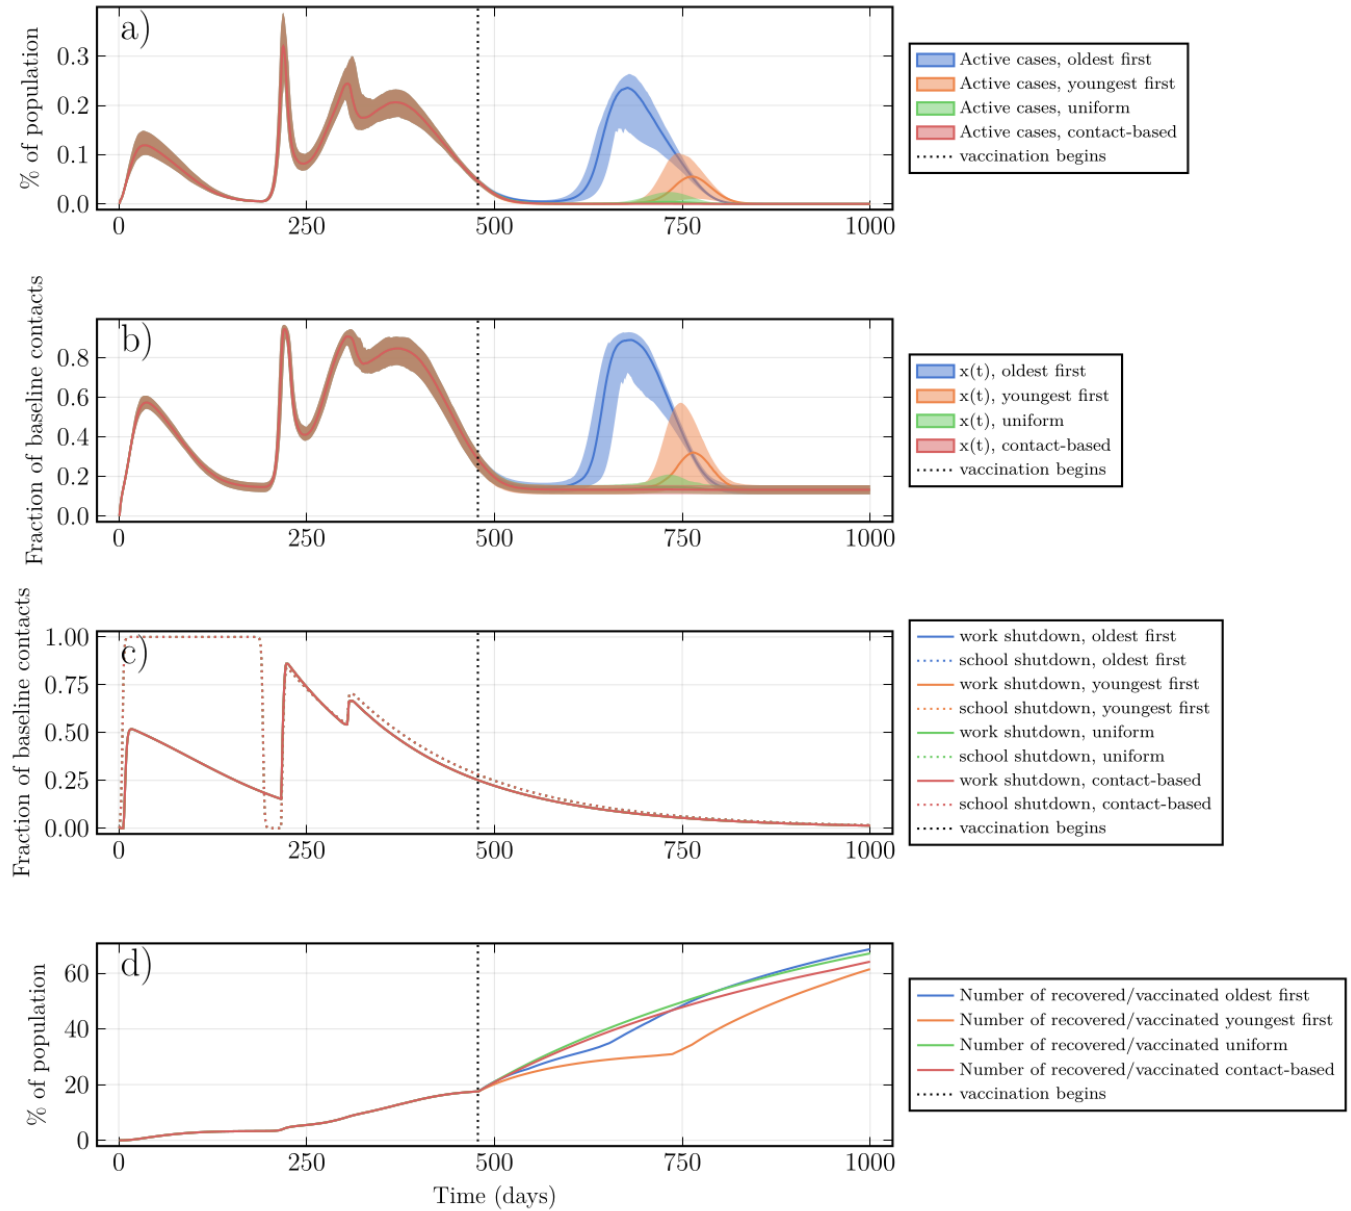 a)
% of population
0.3
0.2
0.1
0.0
0 250 500 750 1000
Active cases, oldest first
Active cases, youngest first
Active cases, uniform
Active cases, contact-based
vaccination begins
b)
Fraction of baseline contacts
0.8
0.6
0.4
0.2
0.0
0 250 500 750 1000
x(t), oldest first
x(t), youngest first
x(t), uniform
x(t), contact-based
vaccination begins
c)
Fraction of baseline contacts
1.00
0.75
0.50
0.25
0.00
0 250 500 750 1000
work shutdown, oldest first
school shutdown, oldest first
work shutdown, youngest first
school shutdown, youngest first
work shutdown, uniform
school shutdown, uniform
work shutdown, contact-based
school shutdown, contact-based
vaccination begins
d)
% of population
60
40
20
0
0 250 500 750 1000
Time (days)
Number of recovered/vaccinated oldest first
Number of recovered/vaccinated youngest first
Number of recovered/vaccinated uniform
Number of recovered/vaccinated contact-based
vaccination begins